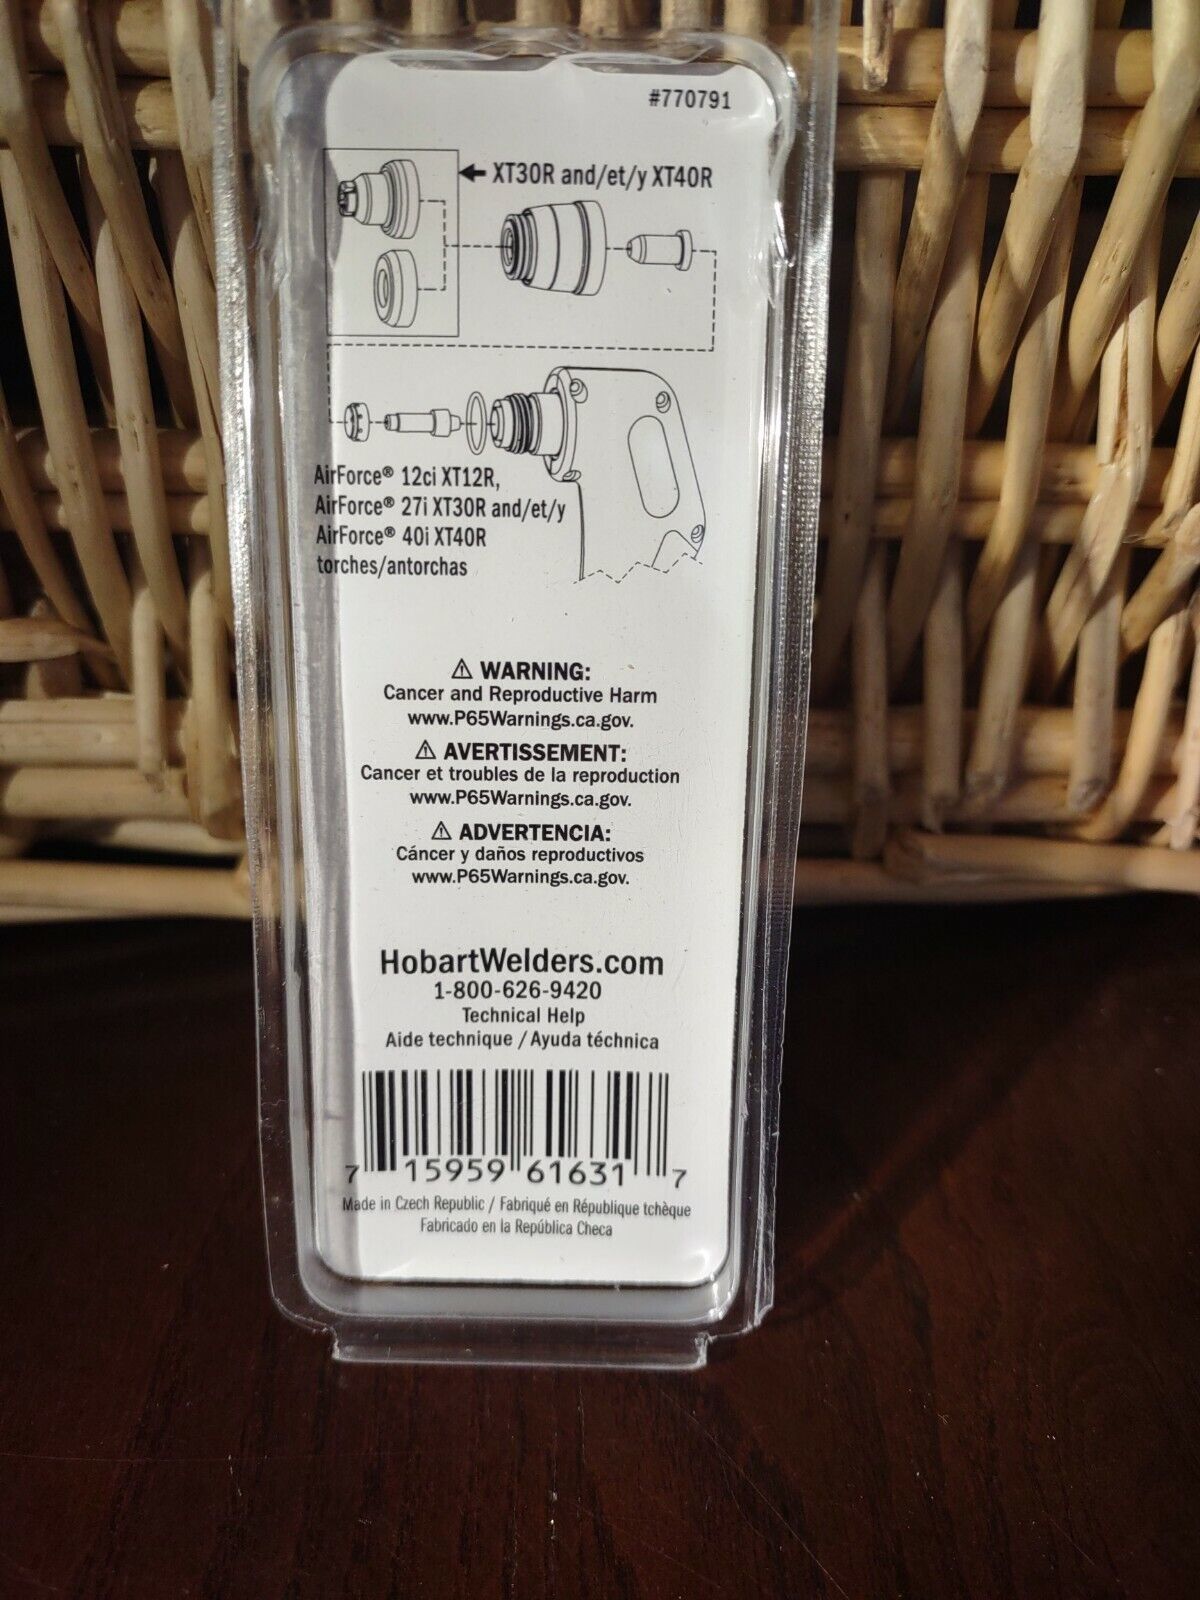 #770791
XT30R and/et/y XT40R
AirForce® 12ci XT12R,
AirForce® 27i XT30R and/et/y
AirForce® 40i XT40R
torches/antorchas
⚠ WARNING:
Cancer and Reproductive Harm
www.P65Warnings.ca.gov.
⚠ AVERTISSEMENT:
Cancer et troubles de la reproduction
www.P65Warnings.ca.gov.
⚠ ADVERTENCIA:
Cáncer y daños reproductivos
www.P65Warnings.ca.gov.
HobartWelders.com
1-800-626-9420
Technical Help
Aide technique / Ayuda téchnica
7 15959 61631 7
Made in Czech Republic / Fabriqué en République tchèque
Fabricado en la República Checa